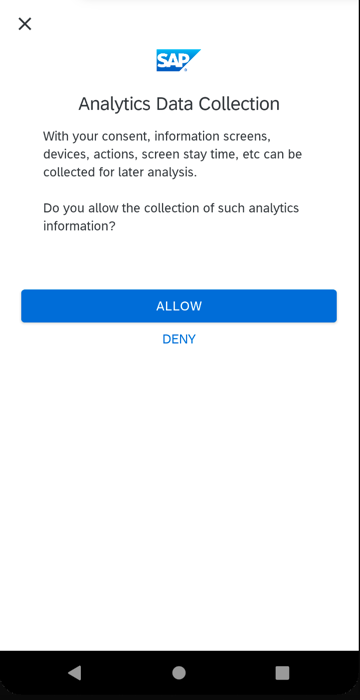 SAP
Analytics Data Collection
With your consent, information screens,
devices, actions, screen stay time, etc can be
collected for later analysis.
Do you allow the collection of such analytics
information?
ALLOW
DENY